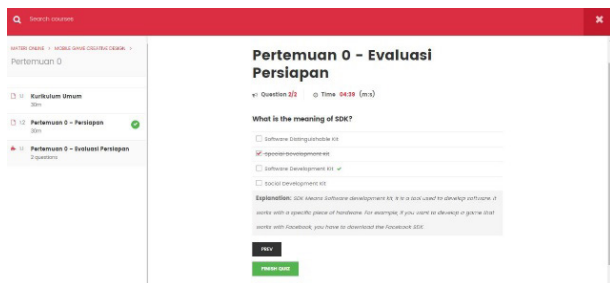 Search courses
MATERI ONLINE > MOBILE GAME CREATIVE DESIGN >
Pertemuan 0
Kurikulum Umum
30m
1.2 Pertemuan 0 - Persiapan
30m
Pertemuan 0 - Evaluasi Persiapan
2 questions
Pertemuan 0 - Evaluasi
Persiapan
Question 2/2 Time 04:39 (m:s)
What is the meaning of SDK?
Software Distinguishable Kit
Special Development Kit
Software Development Kit
Social Development Kit
Explanation: SDK Means Software development kit, it is a tool used to develop software. it
works with a specific piece of hardware. For example, if you want to develop a game that
works with Facebook, you have to download the Facebook SDK.
PREV
FINISH QUIZ